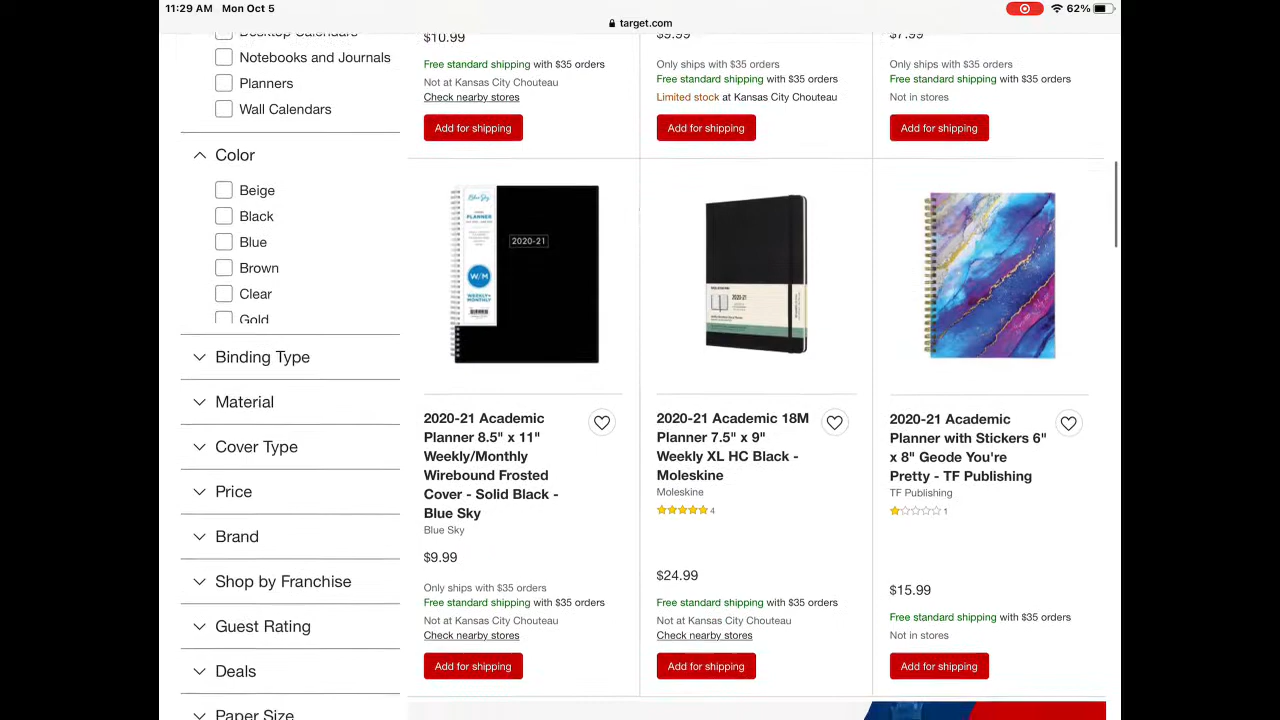 11:29 AM Mon Oct 5
62%
target.com
Desktop Calendars
Notebooks and Journals
Planners
Wall Calendars
Color
Beige
Black
Blue
Brown
Clear
Gold
Binding Type
Material
Cover Type
Price
Brand
Shop by Franchise
Guest Rating
Deals
Paper Size
$10.99
Free standard shipping with $35 orders
Not at Kansas City Chouteau
Check nearby stores
Add for shipping
$9.99
Only ships with $35 orders
Free standard shipping with $35 orders
Limited stock at Kansas City Chouteau
Add for shipping
$7.99
Only ships with $35 orders
Free standard shipping with $35 orders
Not in stores
Add for shipping
Blue Sky
PLANNER
W/M
WEEKLY+
MONTHLY
2020-21
2020-21 Academic
Planner 8.5" x 11"
Weekly/Monthly
Wirebound Frosted
Cover - Solid Black -
Blue Sky
Blue Sky
$9.99
Only ships with $35 orders
Free standard shipping with $35 orders
Not at Kansas City Chouteau
Check nearby stores
Add for shipping
MOLESKINE
2020-21
2020-21 Academic 18M
Planner 7.5" x 9"
Weekly XL HC Black -
Moleskine
Moleskine
4
$24.99
Free standard shipping with $35 orders
Not at Kansas City Chouteau
Check nearby stores
Add for shipping
2020-21 Academic
Planner with Stickers 6"
x 8" Geode You're
Pretty - TF Publishing
TF Publishing
1
$15.99
Free standard shipping with $35 orders
Not in stores
Add for shipping